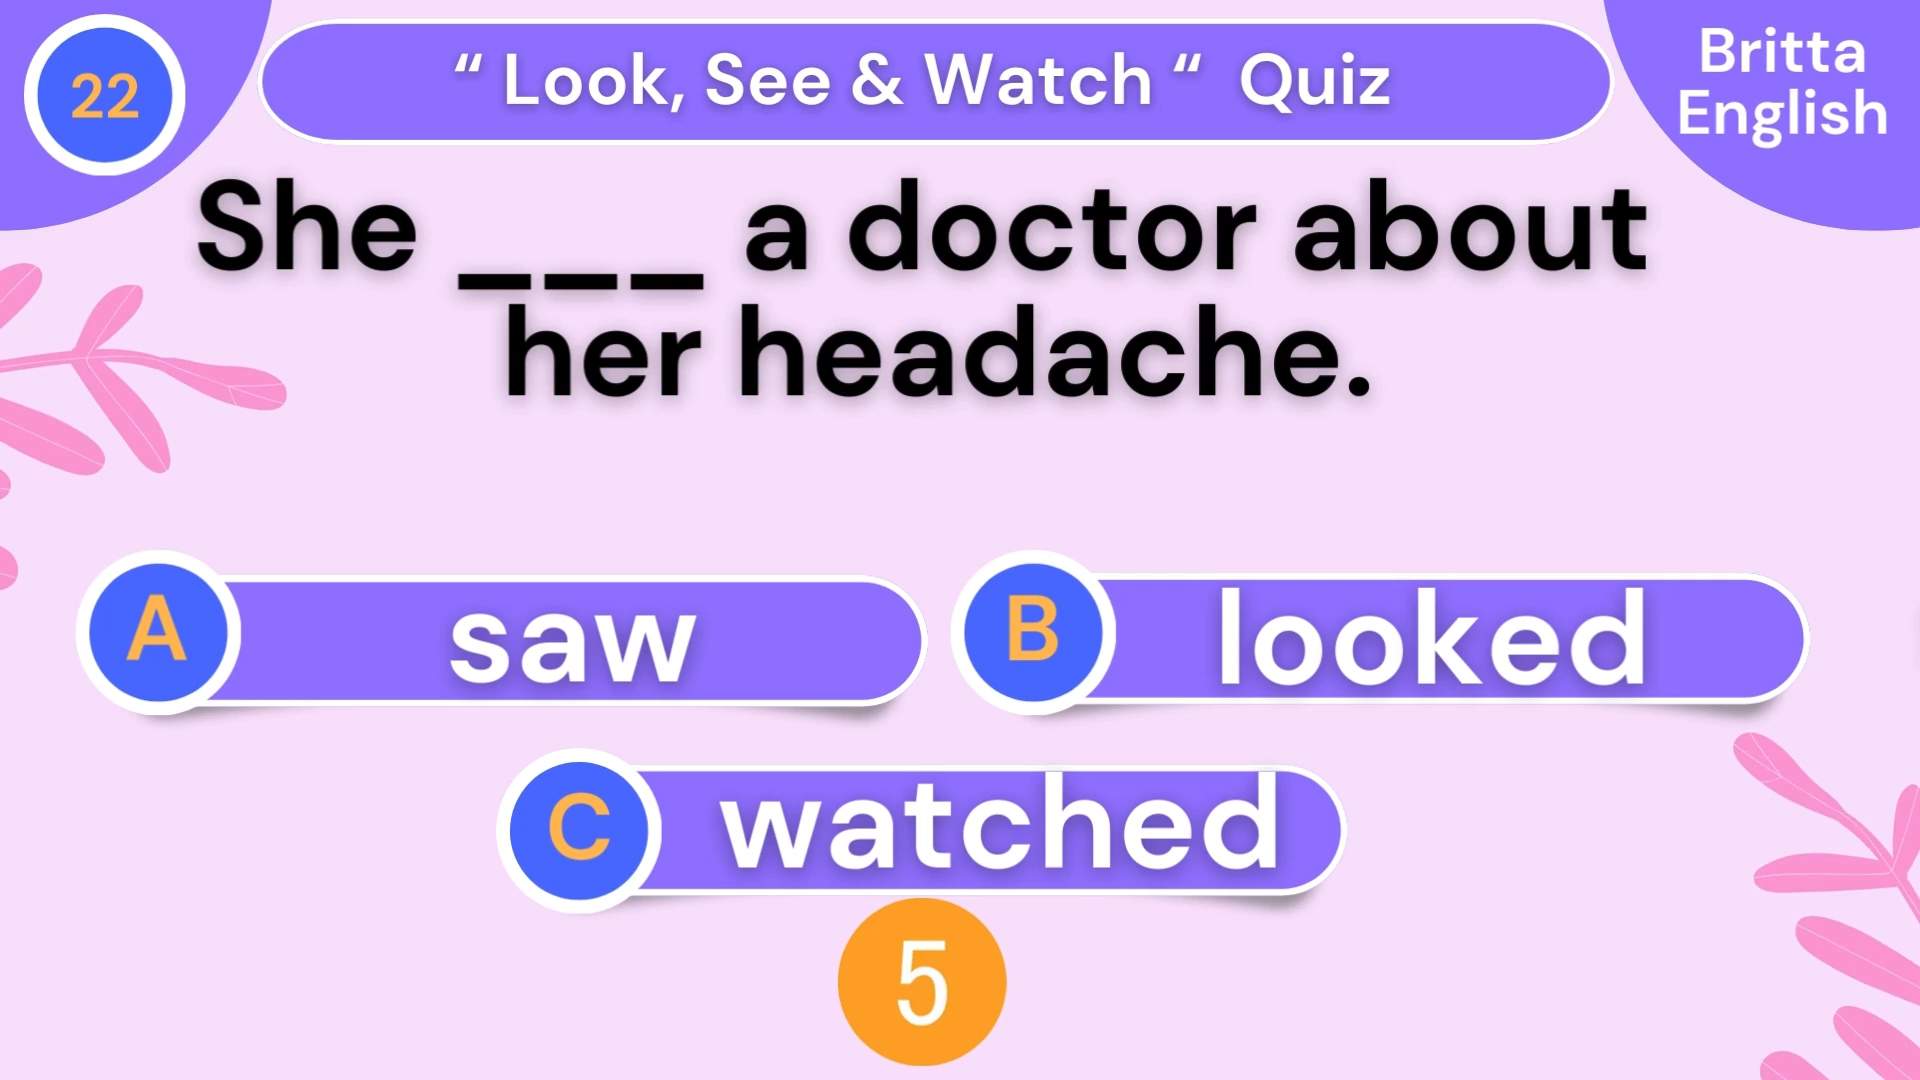 22
“ Look, See & Watch “ Quiz
Britta
English
She ___ a doctor about
her headache.
A
saw
B
looked
C
watched
5